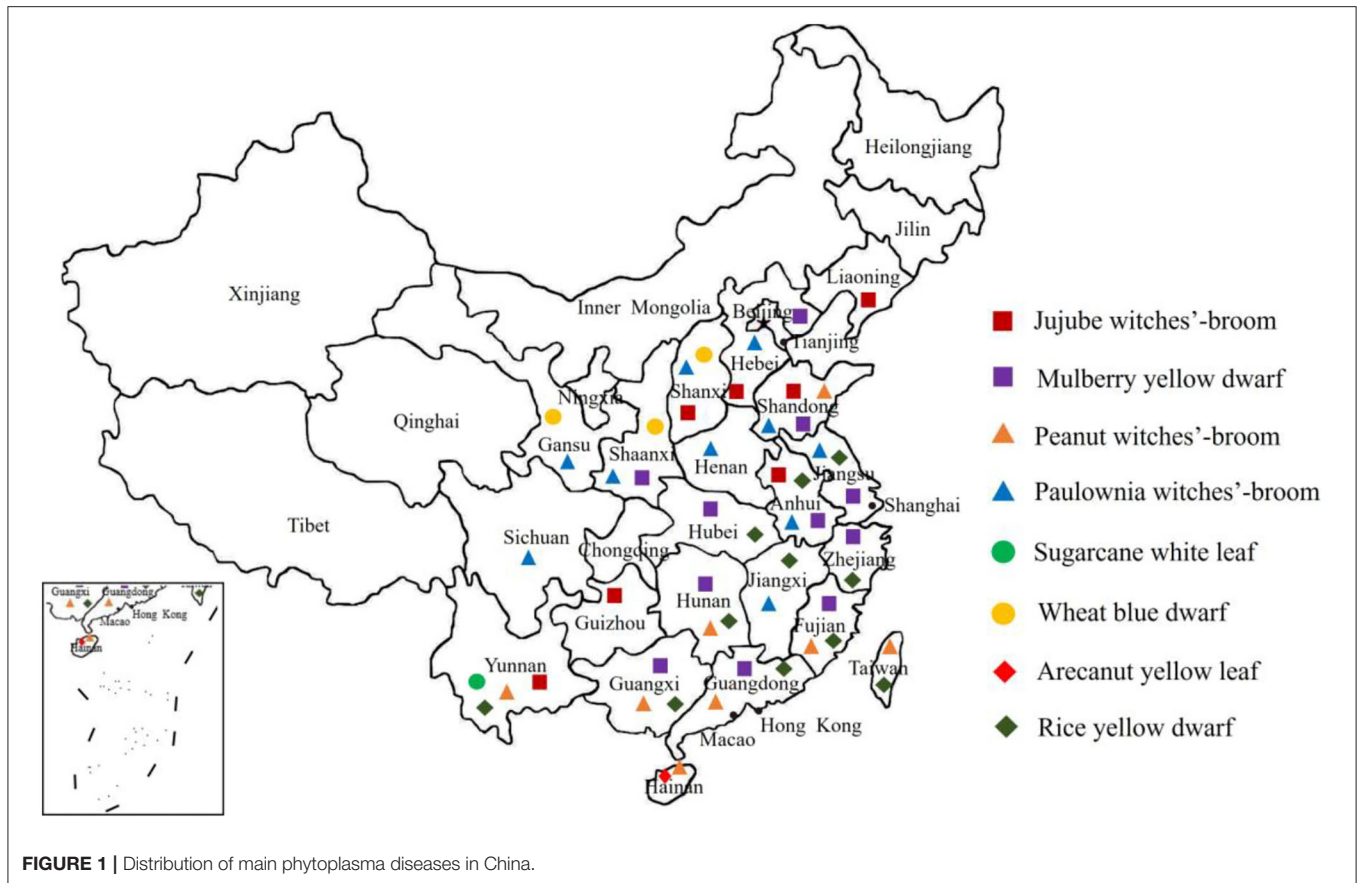 Heilongjiang
Jilin
Liaoning
Xinjiang
Inner Mongolia
Beijing
Tianjing
Hebei
Ningxia
Shanxi
Shandong
Qinghai
Gansu
Shaanxi
Henan
Jiangsu
Anhui
Shanghai
Tibet
Sichuan
Chongqing
Hubei
Zhejiang
Jiangxi
Hunan
Guizhou
Fujian
Yunnan
Guangxi
Guangdong
Taiwan
Hong Kong
Macao
Hainan
Guangxi
Guangdong
Hong Kong
Macao
Hainan
Jujube witches'-broom
Mulberry yellow dwarf
Peanut witches'-broom
Paulownia witches'-broom
Sugarcane white leaf
Wheat blue dwarf
Arecanut yellow leaf
Rice yellow dwarf
FIGURE 1 | Distribution of main phytoplasma diseases in China.